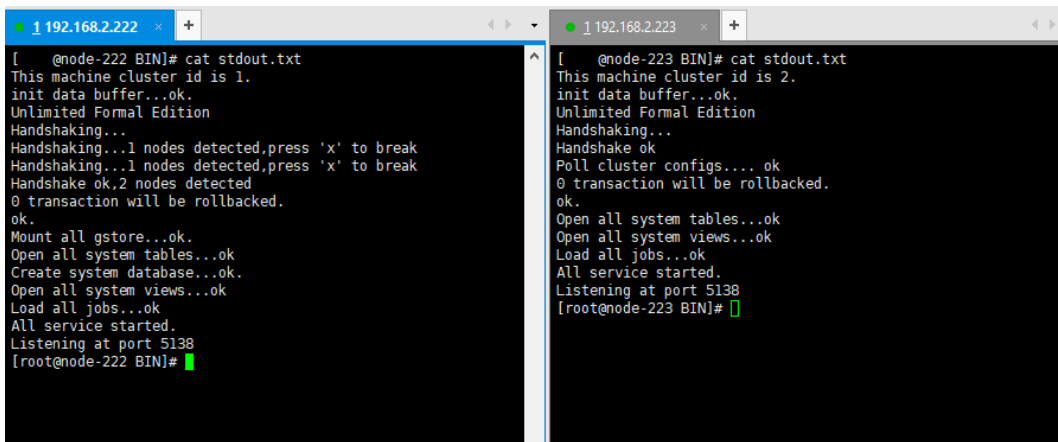 1 192.168.2.222 × +
[ @node-222 BIN]# cat stdout.txt
This machine cluster id is 1.
init data buffer...ok.
Unlimited Formal Edition
Handshaking...
Handshaking...1 nodes detected,press 'x' to break
Handshaking...1 nodes detected,press 'x' to break
Handshake ok,2 nodes detected
0 transaction will be rollbacked.
ok.
Mount all gstore...ok.
Open all system tables...ok
Create system database...ok.
Open all system views...ok
Load all jobs...ok
All service started.
Listening at port 5138
[root@node-222 BIN]#
1 192.168.2.223 × +
[ @node-223 BIN]# cat stdout.txt
This machine cluster id is 2.
init data buffer...ok.
Unlimited Formal Edition
Handshaking...
Handshake ok
Poll cluster configs.... ok
0 transaction will be rollbacked.
ok.
Open all system tables...ok
Open all system views...ok
Load all jobs...ok
All service started.
Listening at port 5138
[root@node-223 BIN]#